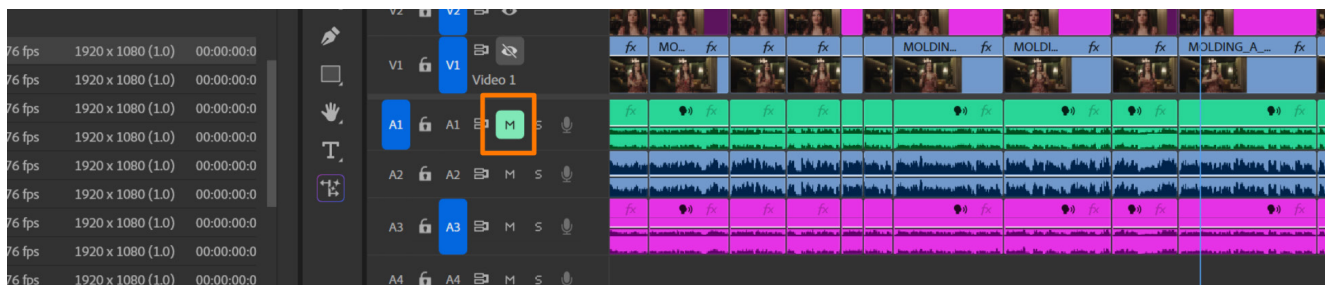 V2 V2
76 fps 1920 x 1080 (1.0) 00:00:00:0
fx MO... fx fx fx MOLDIN... fx MOLDI... fx fx MOLDING_A_... fx
V1 V1
Video 1
76 fps 1920 x 1080 (1.0) 00:00:00:0
76 fps 1920 x 1080 (1.0) 00:00:00:0
fx fx fx fx fx fx fx fx
A1 A1 M S
76 fps 1920 x 1080 (1.0) 00:00:00:0
T
76 fps 1920 x 1080 (1.0) 00:00:00:0
A2 A2 M S
76 fps 1920 x 1080 (1.0) 00:00:00:0
fx fx fx fx fx fx fx fx
76 fps 1920 x 1080 (1.0) 00:00:00:0
A3 A3 M S
76 fps 1920 x 1080 (1.0) 00:00:00:0
76 fps 1920 x 1080 (1.0) 00:00:00:0
A4 A4 M S